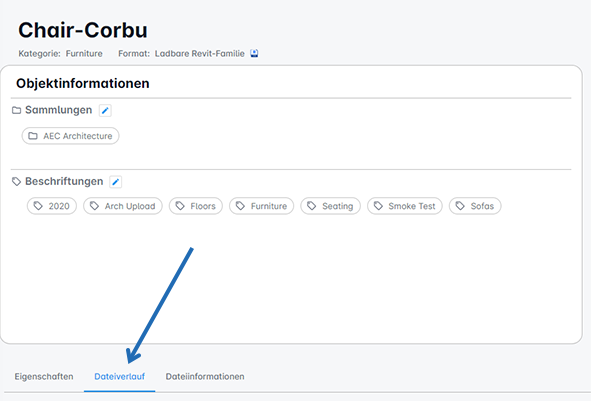 Chair-Corbu
Kategorie: Furniture Format: Ladbare Revit-Familie
Objektinformationen
Sammlungen
AEC Architecture
Beschriftungen
2020 Arch Upload Floors Furniture Seating Smoke Test Sofas
Eigenschaften Dateiverlauf Dateiinformationen